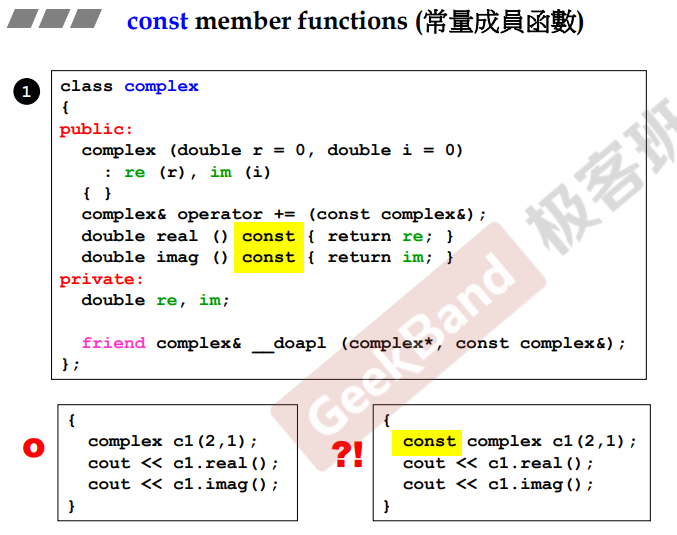 const member functions (常量成員函數)
1
class complex
{
public:
  complex (double r = 0, double i = 0)
    : re (r), im (i)
  { }
  complex& operator += (const complex&);
  double real () const { return re; }
  double imag () const { return im; }
private:
  double re, im;
  friend complex& __doapl (complex*, const complex&);
};
GeekBand 极客班
o
{
  complex c1(2,1);
  cout << c1.real();
  cout << c1.imag();
}
?!
{
  const complex c1(2,1);
  cout << c1.real();
  cout << c1.imag();
}